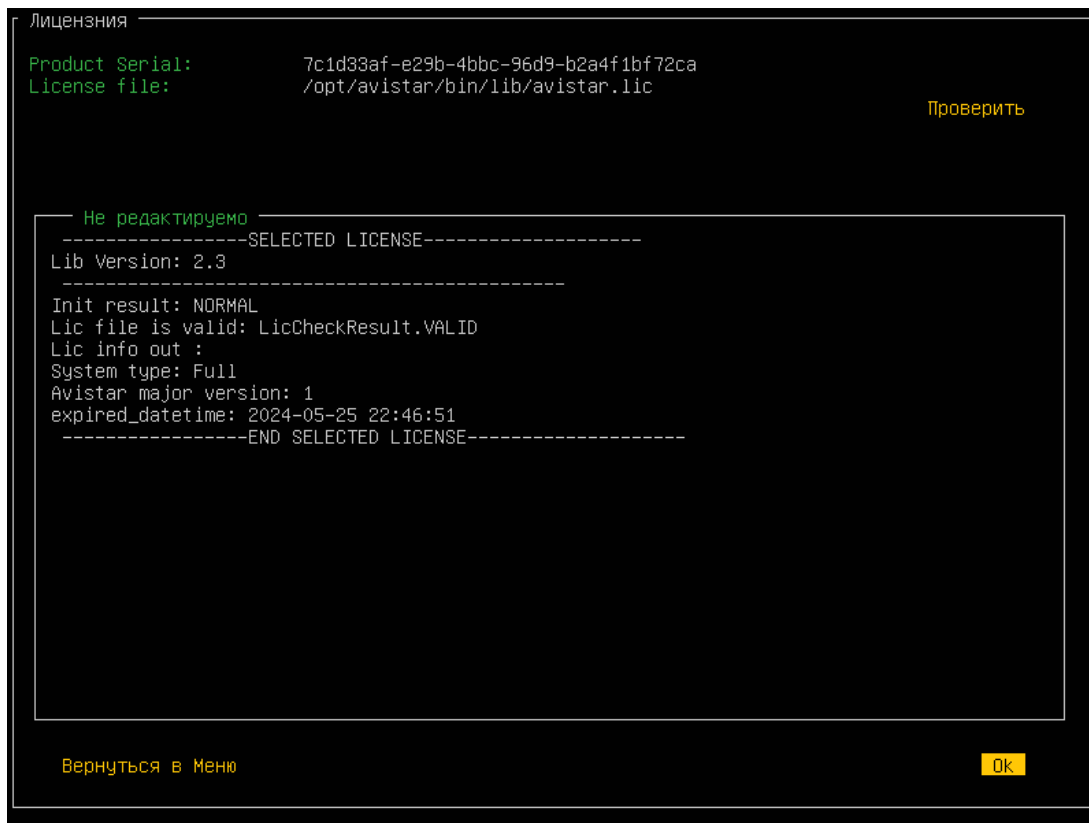 Лицензния
Product Serial: 7c1d33af-e29b-4bbc-96d9-b2a4f1bf72ca
License file: /opt/avistar/bin/lib/avistar.lic
Проверить
Не редактируемо
-----------------SELECTED LICENSE--------------------
Lib Version: 2.3
----------------------------------------------
Init result: NORMAL
Lic file is valid: LicCheckResult.VALID
Lic info out :
System type: Full
Avistar major version: 1
expired_datetime: 2024-05-25 22:46:51
-----------------END SELECTED LICENSE--------------------
Вернуться в Меню
Ok